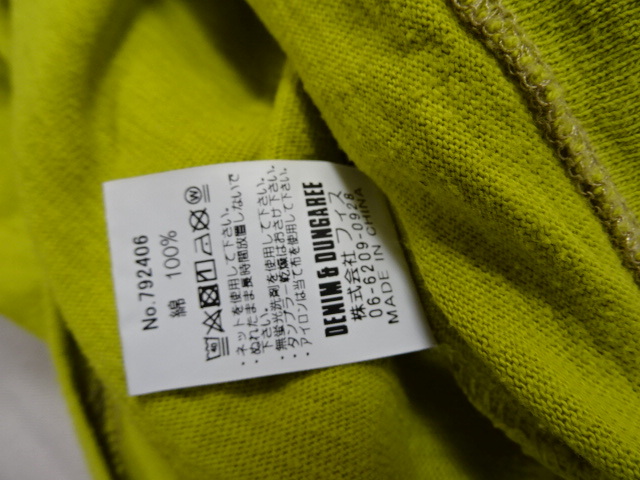 No.792406
綿 100%
・ネットを使用して下さい。
・ぬれたまま長時間放置しないで
下さい。
・無蛍光洗剤を使用して下さい。
・タンブラー乾燥はおさけ下さい。
・アイロンは当て布を使用して下さい。
DENIM & DUNGAREE
株式会社 フィス
06-6209-0928
MADE IN CHINA